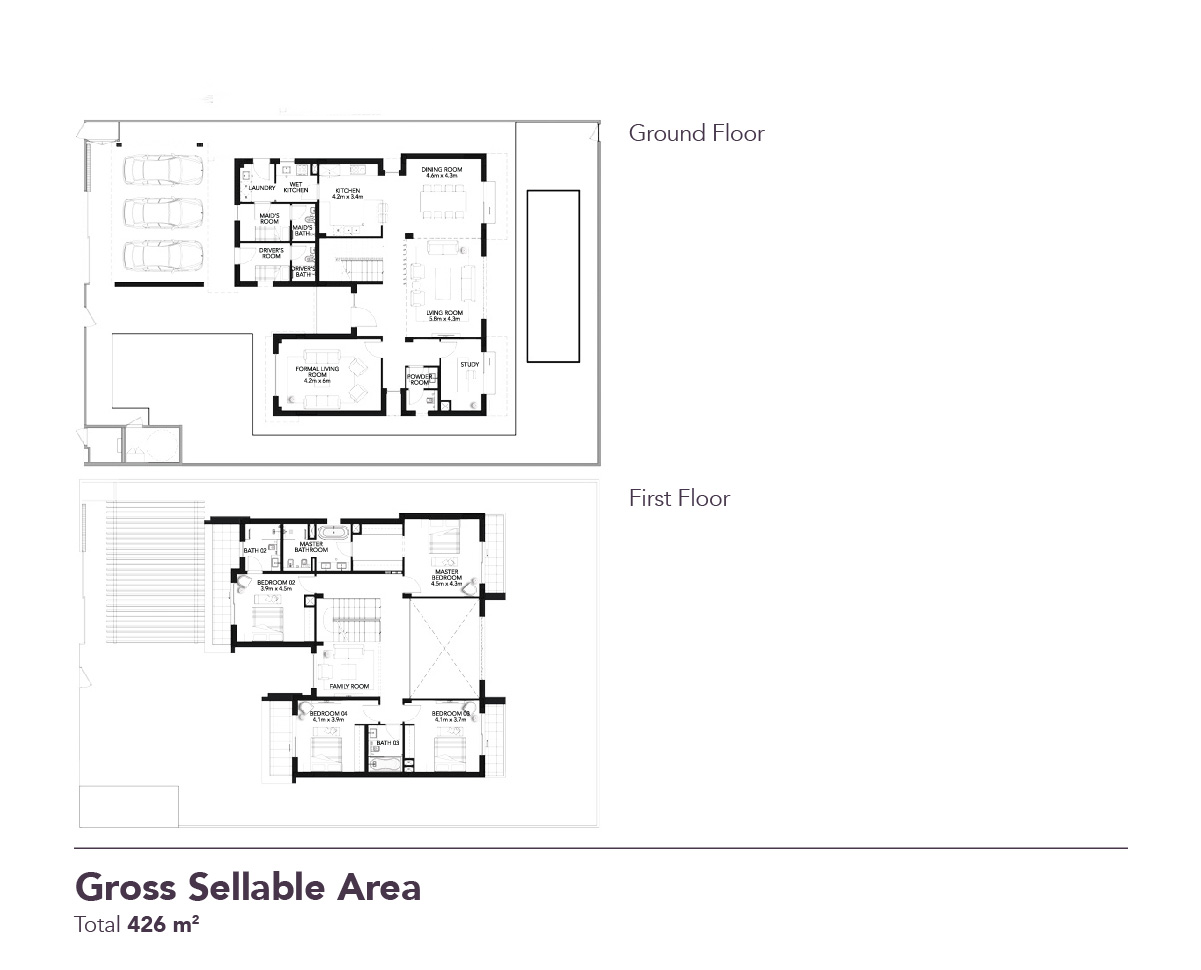 Ground Floor
DINING ROOM
4.6m x 4.3m
LAUNDRY
WET
KITCHEN
KITCHEN
4.2m x 3.4m
MAID'S
ROOM
MAID'S
BATH
DRIVER'S
ROOM
DRIVER'S
BATH
LIVING ROOM
5.8m x 4.3m
FORMAL LIVING
ROOM
4.2m x 6m
POWDER
ROOM
STUDY
First Floor
BATH 02
MASTER
BATHROOM
MASTER
BEDROOM
4.5m x 4.3m
BEDROOM 02
3.9m x 4.5m
FAMILY ROOM
BEDROOM 04
4.1m x 3.9m
BEDROOM 03
4.1m x 3.7m
BATH 03
Gross Sellable Area
Total 426 m²